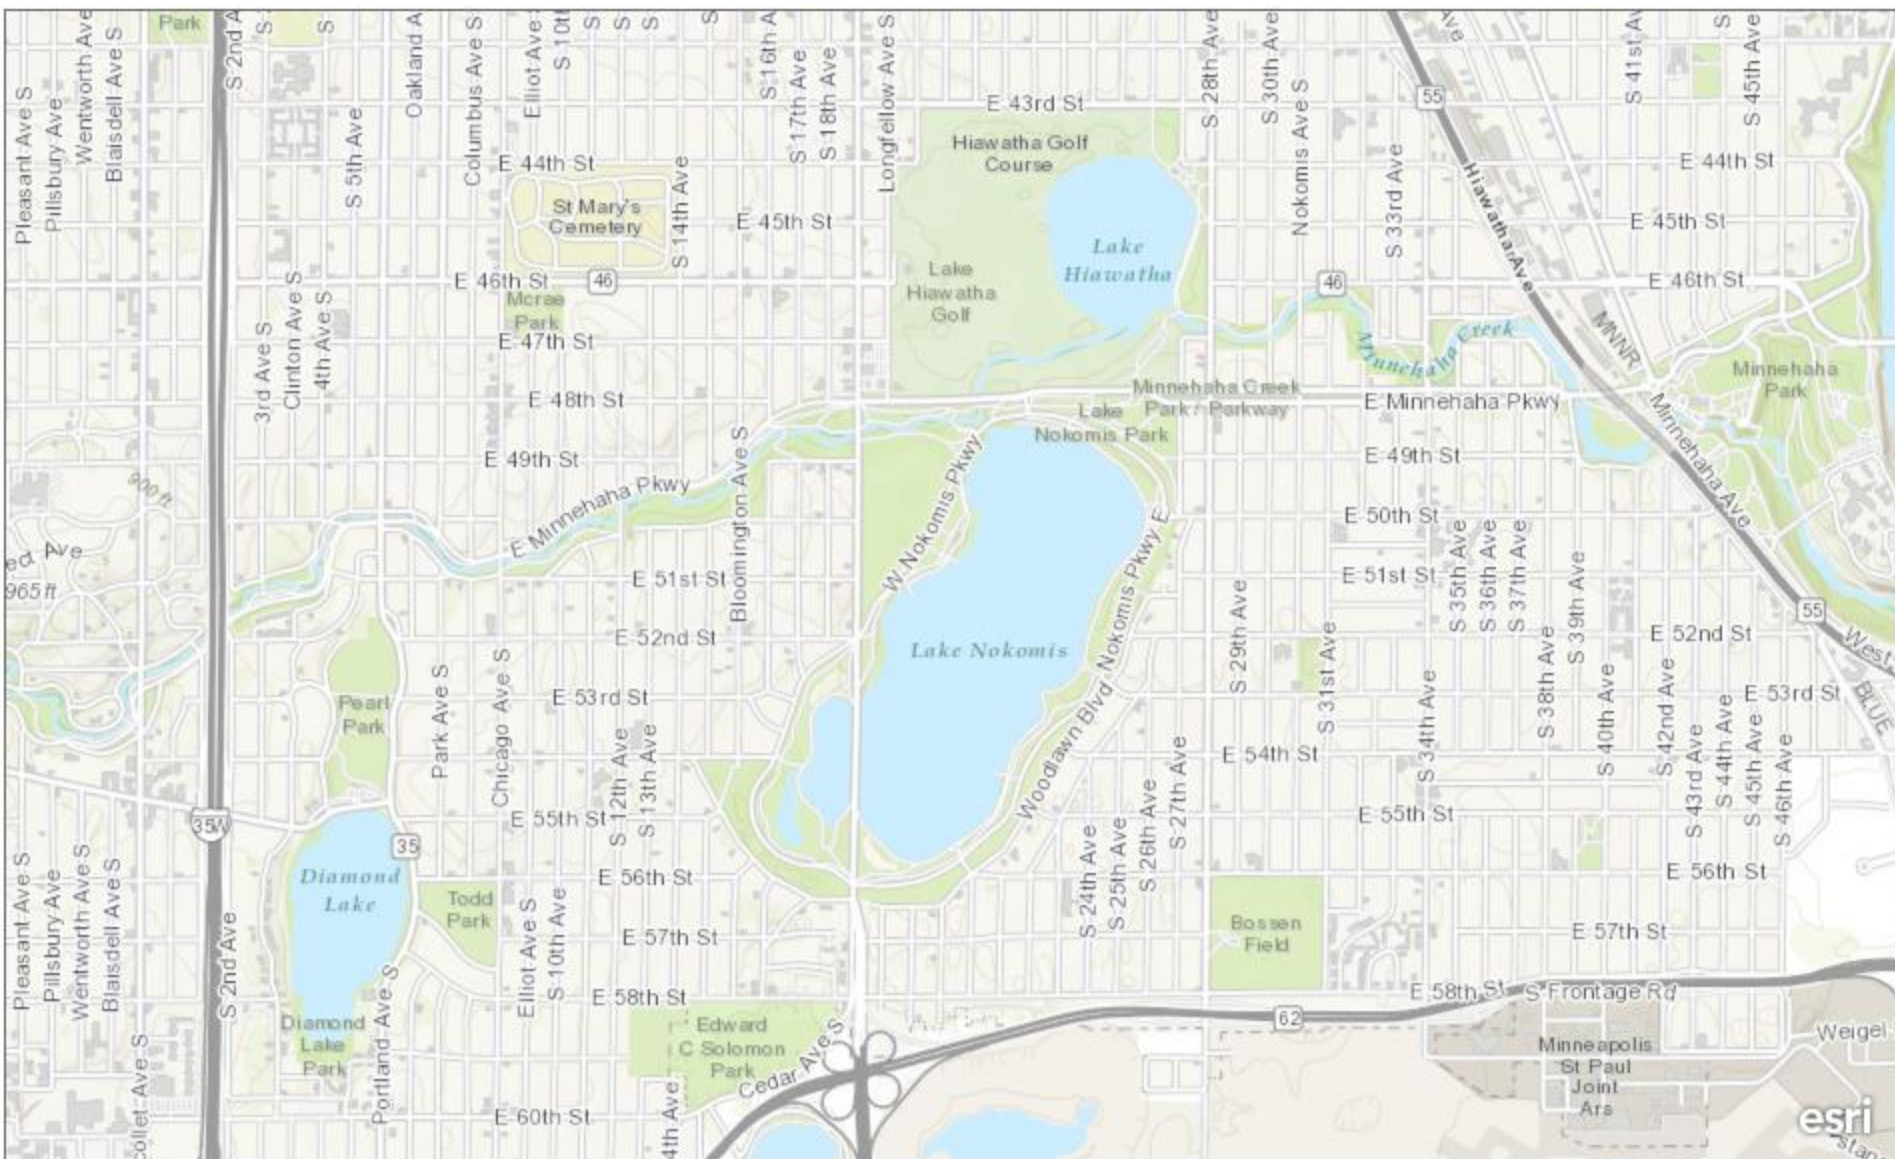 Park
Pleasant Ave S
Pillsbury Ave
Wentworth Ave
Blaisdell Ave S
S 2nd A
S
S
Oakland A
Columbus Ave S
Elliot Ave S
S 10th
S
S
S
S 16th A
S 17th Ave
S 18th Ave
Longfellow Ave S
E 43rd St
S 28th Ave
S 30th Ave
Nokomis Ave S
Ave
55
S 41st Av
S
S 45th Ave
Hiawatha Golf
Course
S 5th Ave
E 44th St
S 14th Ave
St Mary's
Cemetery
E 45th St
Lake
Hiawatha
S 33rd Ave
Hiawatha Ave
E 44th St
E 45th St
E 46th St
46
Mcrae
Park
E 47th St
Lake
Hiawatha
Golf
46
E 46th St
3rd Ave S
Clinton Ave S
4th Ave S
Minnehaha Creek
MNNR
Minnehaha
Park
E 48th St
Minnehaha Creek
Park / Parkway
E Minnehaha Pkwy
Lake
Nokomis Park
E 49th St
E 49th St
Minnehaha Ave
900 ft
E Minnehaha Pkwy
Bloomington Ave S
W Nokomis Pkwy
Nokomis Pkwy E
E 50th St
ed Ave
965 ft
E 51st St
E 51st St
S 35th Ave
S 36th Ave
S 37th Ave
S 39th Ave
55
West
E 52nd St
Lake Nokomis
S 29th Ave
S 31st Ave
E 52nd St
Pearl
Park
Park Ave S
Chicago Ave S
E 53rd St
S 34th Ave
S 38th Ave
S 40th Ave
S 42nd Ave
E 53rd St
BLUE
S 12th Ave
S 13th Ave
Woodlawn Blvd
S 27th Ave
E 54th St
S 43rd Ave
S 44th Ave
S 45th Ave
S 46th Ave
35W
35
E 55th St
S 24th Ave
S 25th Ave
S 26th Ave
E 55th St
Pleasant Ave S
Pillsbury Ave
Wentworth Ave S
Blaisdell Ave S
S 2nd Ave
Diamond
Lake
Todd
Park
E 56th St
E 56th St
Elliot Ave S
S 10th Ave
E 57th St
Bossen
Field
E 57th St
Portland Ave S
E 58th St
E 58th St
S Frontage Rd
Diamond
Lake
Park
Edward
C Solomon
Park
Cedar Ave S
62
Minneapolis
St Paul
Joint
Ars
Weigel
collet Ave S
E 60th St
4th Ave
esri